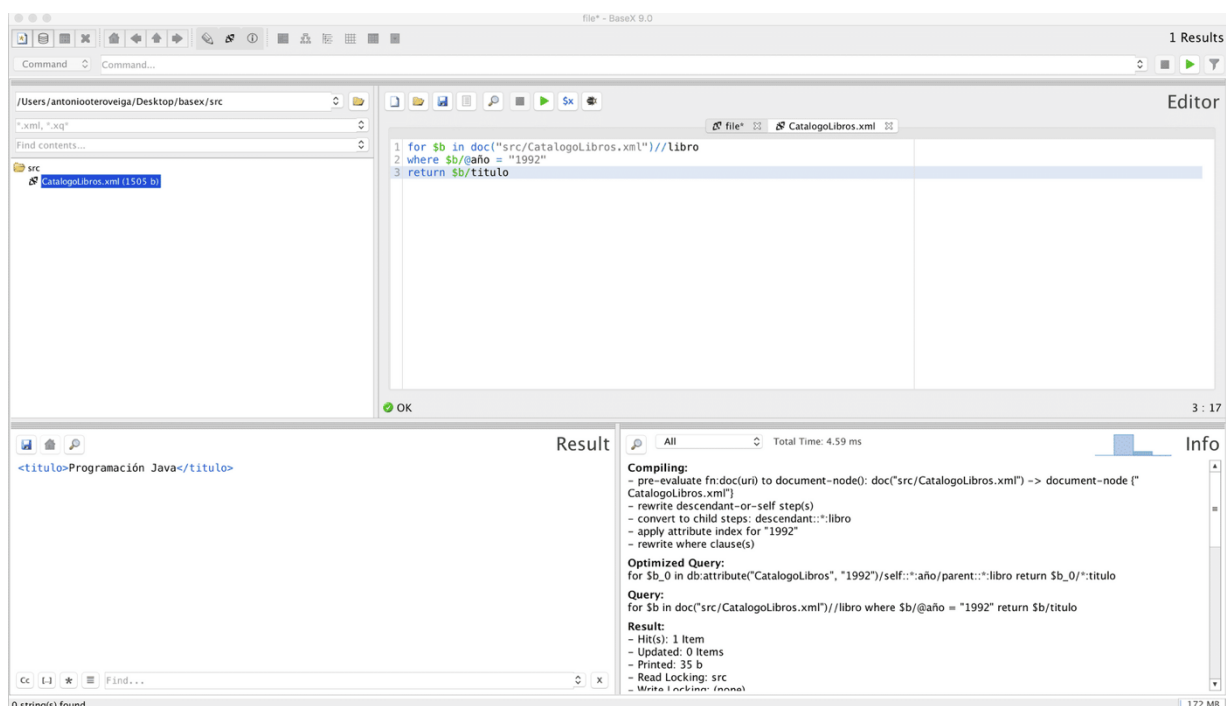 file* - BaseX 9.0
1 Results
Command
Command...
/Users/antoniooteroveiga/Desktop/basex/src
*.xml, *.xq*
Find contents...
src
CatalogoLibros.xml (1505 b)
$x
Editor
file*
CatalogoLibros.xml
1 for $b in doc("src/CatalogoLibros.xml")//libro
2 where $b/@año = "1992"
3 return $b/titulo
OK
3 : 17
Result
<titulo>Programación Java</titulo>
Cc [..] * Find...
X
All
Total Time: 4.59 ms
Info
Compiling:
- pre-evaluate fn:doc(uri) to document-node(): doc("src/CatalogoLibros.xml") -> document-node {"
CatalogoLibros.xml"}
- rewrite descendant-or-self step(s)
- convert to child steps: descendant::*:libro
- apply attribute index for "1992"
- rewrite where clause(s)
Optimized Query:
for $b_0 in db:attribute("CatalogoLibros", "1992")/self::*:año/parent::*:libro return $b_0/*:titulo
Query:
for $b in doc("src/CatalogoLibros.xml")//libro where $b/@año = "1992" return $b/titulo
Result:
- Hit(s): 1 Item
- Updated: 0 Items
- Printed: 35 b
- Read Locking: src
- Write Locking: (none)
0 string(s) found
172 MB